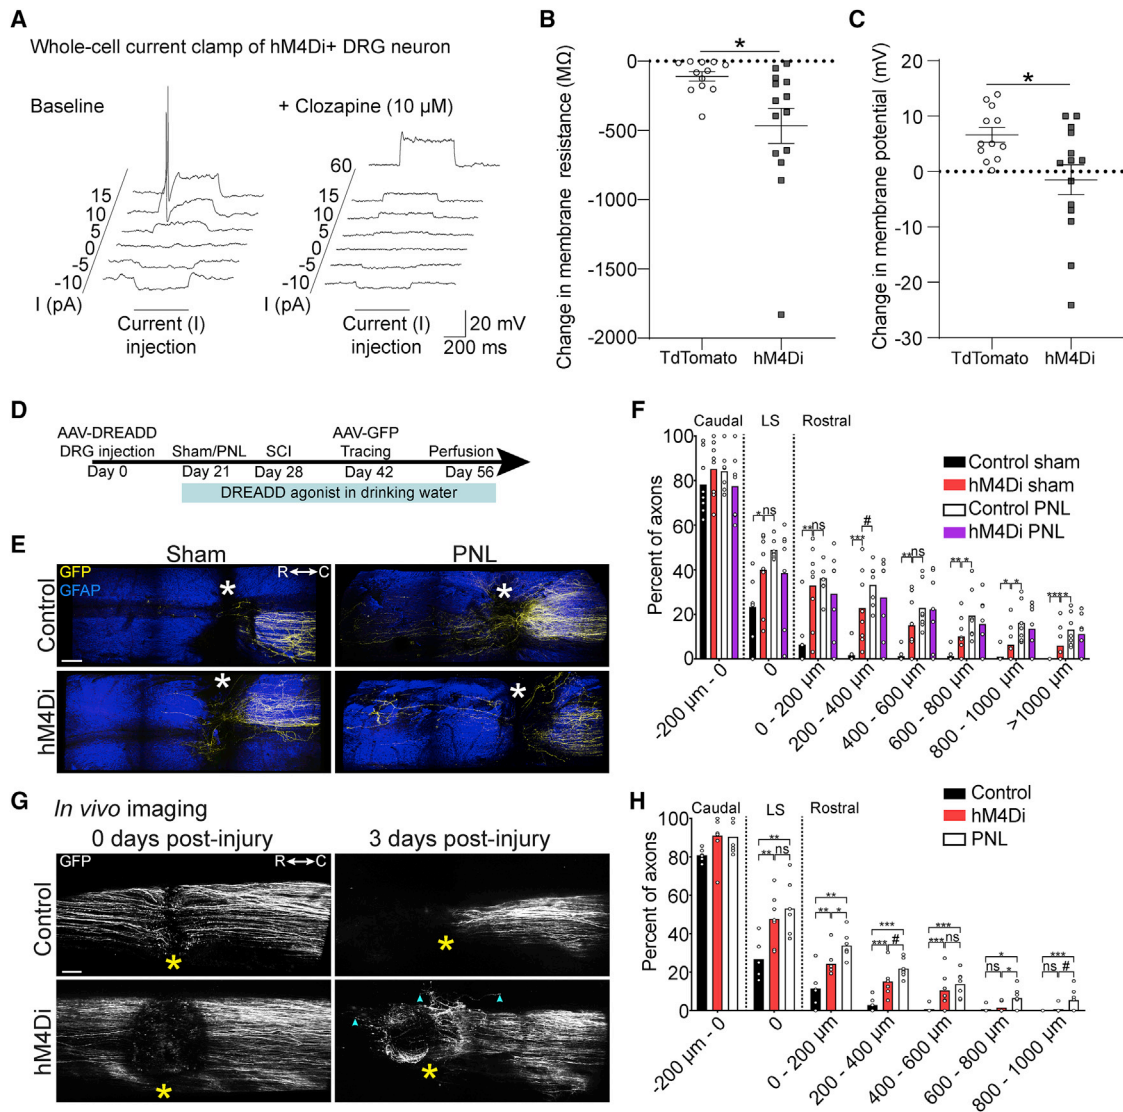 A
Whole-cell current clamp of hM4Di+ DRG neuron
Baseline
+ Clozapine (10 µM)
15
10
5
0
-5
-10
I (pA)
Current (I)
injection
60
15
10
5
0
-5
-10
I (pA)
Current (I)
injection
20 mV
200 ms
B
Change in membrane resistance (MΩ)
0
-500
-1000
-1500
-2000
*
TdTomato
hM4Di
C
Change in membrane potential (mV)
20
10
0
-10
-20
-30
*
TdTomato
hM4Di
D
AAV-DREADD
DRG injection
Day 0
Sham/PNL
Day 21
SCI
Day 28
AAV-GFP
Tracing
Day 42
Perfusion
Day 56
DREADD agonist in drinking water
E
Sham
PNL
GFP
GFAP
R
C
Control
hM4Di
*
*
*
*
F
Caudal
LS
Rostral
Percent of axons
100
80
60
40
20
0
Control sham
hM4Di sham
Control PNL
hM4Di PNL
* ns
** ns
*** #
** ns
** *
* *
****
-200 µm - 0
0
0 - 200 µm
200 - 400 µm
400 - 600 µm
600 - 800 µm
800 - 1000 µm
>1000 µm
G
In vivo imaging
0 days post-injury
3 days post-injury
GFP
R
C
Control
hM4Di
*
*
*
*
H
Caudal
LS
Rostral
Percent of axons
100
80
60
40
20
0
Control
hM4Di
PNL
**
** ns
**
** *
***
*** #
***
*** ns
*
ns *
***
ns #
-200 µm - 0
0
0 - 200 µm
200 - 400 µm
400 - 600 µm
600 - 800 µm
800 - 1000 µm